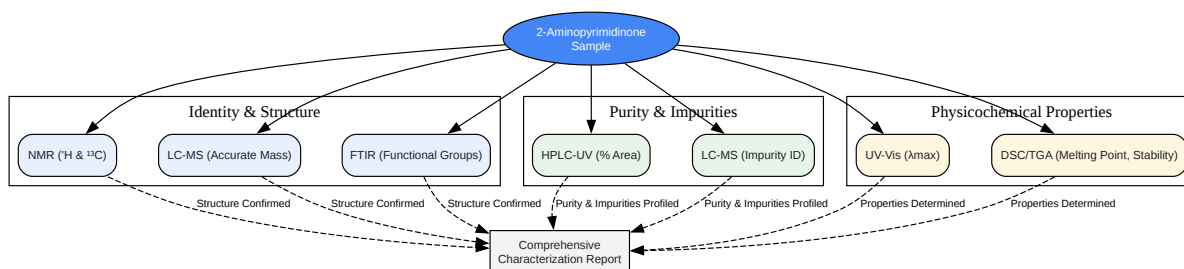 2-Aminopyrimidinone
Sample
Identity & Structure
Purity & Impurities
Physicochemical Properties
NMR (¹H & ¹³C)
LC-MS (Accurate Mass)
FTIR (Functional Groups)
HPLC-UV (% Area)
LC-MS (Impurity ID)
UV-Vis (λmax)
DSC/TGA (Melting Point, Stability)
Structure Confirmed
Structure Confirmed
Structure Confirmed
Purity & Impurities Profiled
Purity & Impurities Profiled
Properties Determined
Properties Determined
Comprehensive
Characterization Report